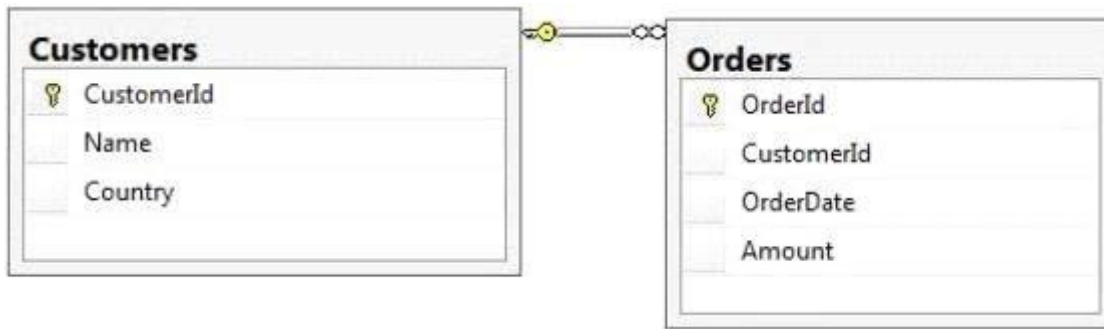 Customers
CustomerId
Name
Country
Orders
OrderId
CustomerId
OrderDate
Amount